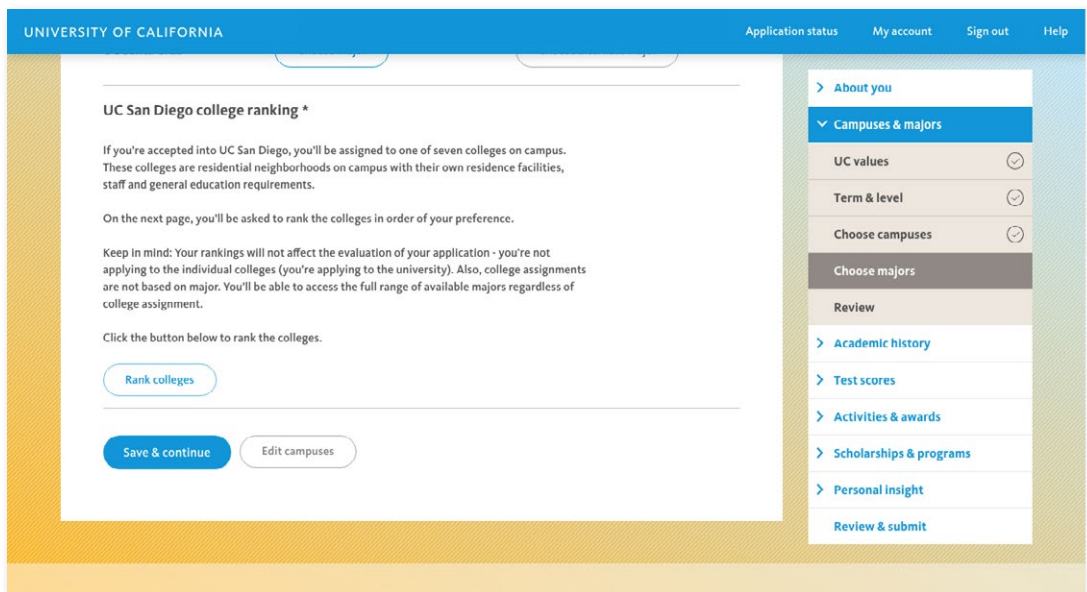 UNIVERSITY OF CALIFORNIA
Application status
My account
Sign out
Help
UC San Diego college ranking *
If you're accepted into UC San Diego, you'll be assigned to one of seven colleges on campus.
These colleges are residential neighborhoods on campus with their own residence facilities,
staff and general education requirements.
On the next page, you'll be asked to rank the colleges in order of your preference.
Keep in mind: Your rankings will not affect the evaluation of your application - you're not
applying to the individual colleges (you're applying to the university). Also, college assignments
are not based on major. You'll be able to access the full range of available majors regardless of
college assignment.
Click the button below to rank the colleges.
Rank colleges
Save & continue
Edit campuses
About you
Campuses & majors
UC values
Term & level
Choose campuses
Choose majors
Review
Academic history
Test scores
Activities & awards
Scholarships & programs
Personal insight
Review & submit